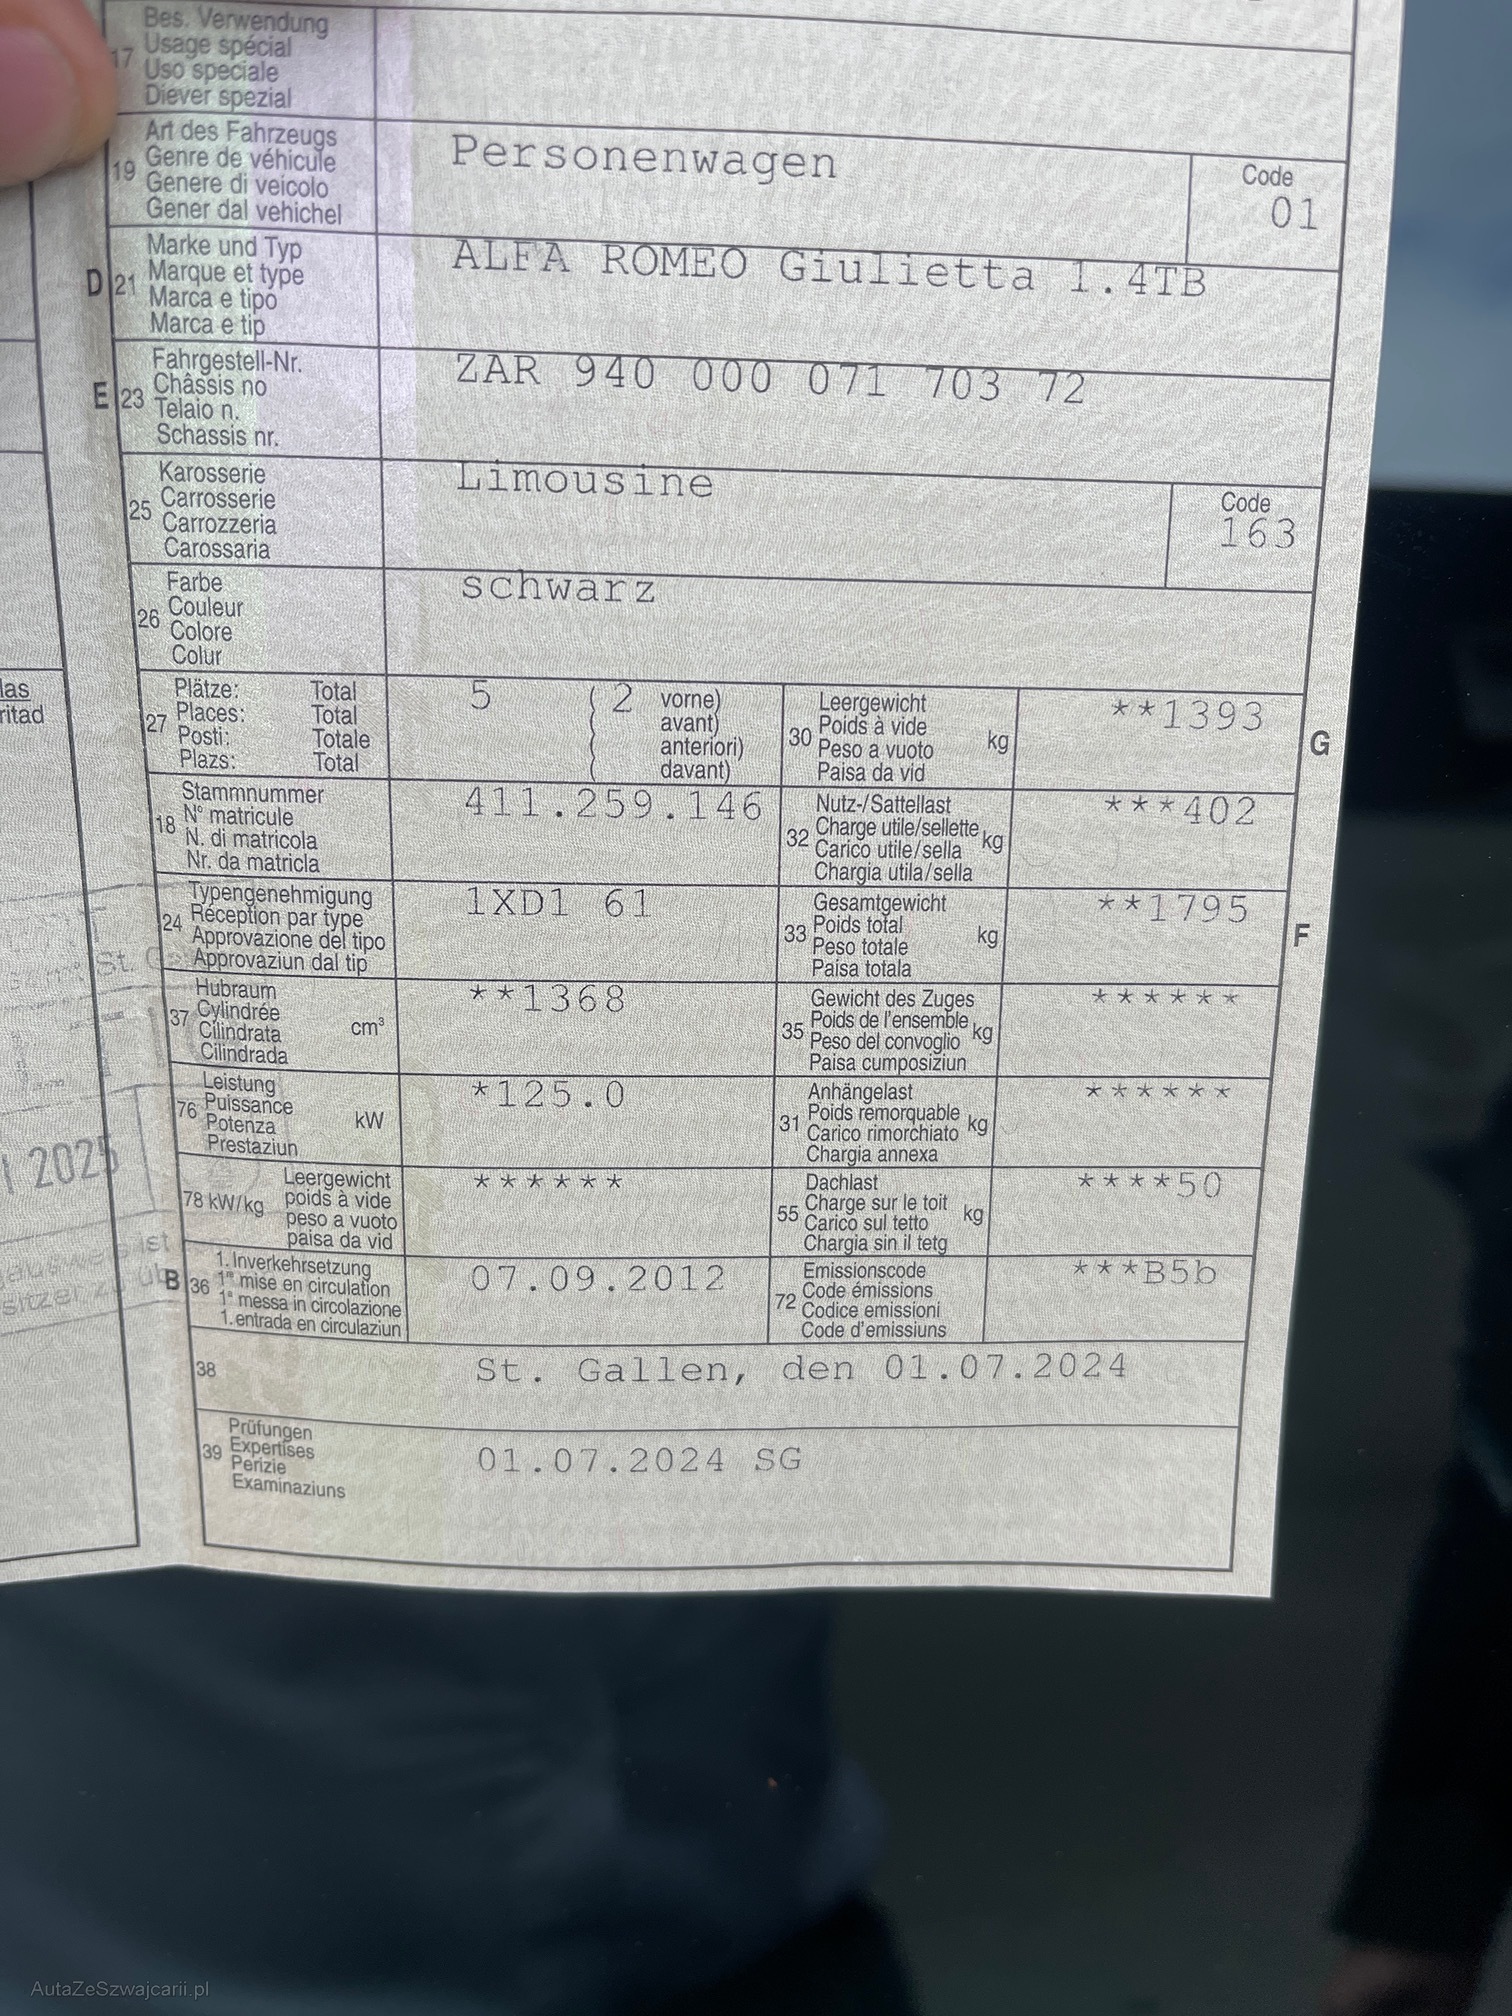 17 Bes. Verwendung
Usage spécial
Uso speciale
Diever spezial
19 Art des Fahrzeugs
Genre de véhicule
Genere di veicolo
Gener dal vehichel
Personenwagen
Code
01
D 21 Marke und Typ
Marque et type
Marca e tipo
Marca e tip
ALFA ROMEO Giulietta 1.4TB
E 23 Fahrgestell-Nr.
Châssis no
Telaio n.
Schassis nr.
ZAR 940 000 071 703 72
25 Karosserie
Carrosserie
Carrozzeria
Carossaria
Limousine
Code
163
26 Farbe
Couleur
Colore
Colur
schwarz
27 Plätze: Total
Places: Total
Posti: Totale
Plazs: Total
5 ( 2 vorne)
( avant)
( anteriori)
( davant)
30 Leergewicht
Poids à vide
Peso a vuoto kg
Paisa da vid
**1393
G
18 Stammnummer
N° matricule
N. di matricola
Nr. da matricla
411.259.146
32 Nutz-/Sattellast
Charge utile/sellette kg
Carico utile/sella
Chargia utila/sella
***402
24 Typengenehmigung
Réception par type
Approvazione del tipo
Approvaziun dal tip
1XD1 61
33 Gesamtgewicht
Poids total
Peso totale kg
Paisa totala
**1795
F
37 Hubraum
Cylindrée
Cilindrata cm³
Cilindrada
**1368
35 Gewicht des Zuges
Poids de l'ensemble kg
Peso del convoglio
Paisa cumposiziun
******
76 Leistung
Puissance
Potenza kW
Prestaziun
*125.0
31 Anhängelast
Poids remorquable kg
Carico rimorchiato
Chargia annexa
******
78 kW/kg Leergewicht
poids à vide
peso a vuoto
paisa da vid
******
55 Dachlast
Charge sur le toit
Carico sul tetto kg
Chargia sin il tetg
****50
B 36 1. Inverkehrsetzung
1re mise en circulation
1a messa in circolazione
1. entrada en circulaziun
07.09.2012
72 Emissionscode
Code émissions
Codice emissioni
Code d'emissiuns
***B5b
38
St. Gallen, den 01.07.2024
39 Prüfungen
Expertises
Perizie
Examinaziuns
01.07.2024 SG
las
ritad
St.
2025
ist
AutaZeSzwajcarii.pl